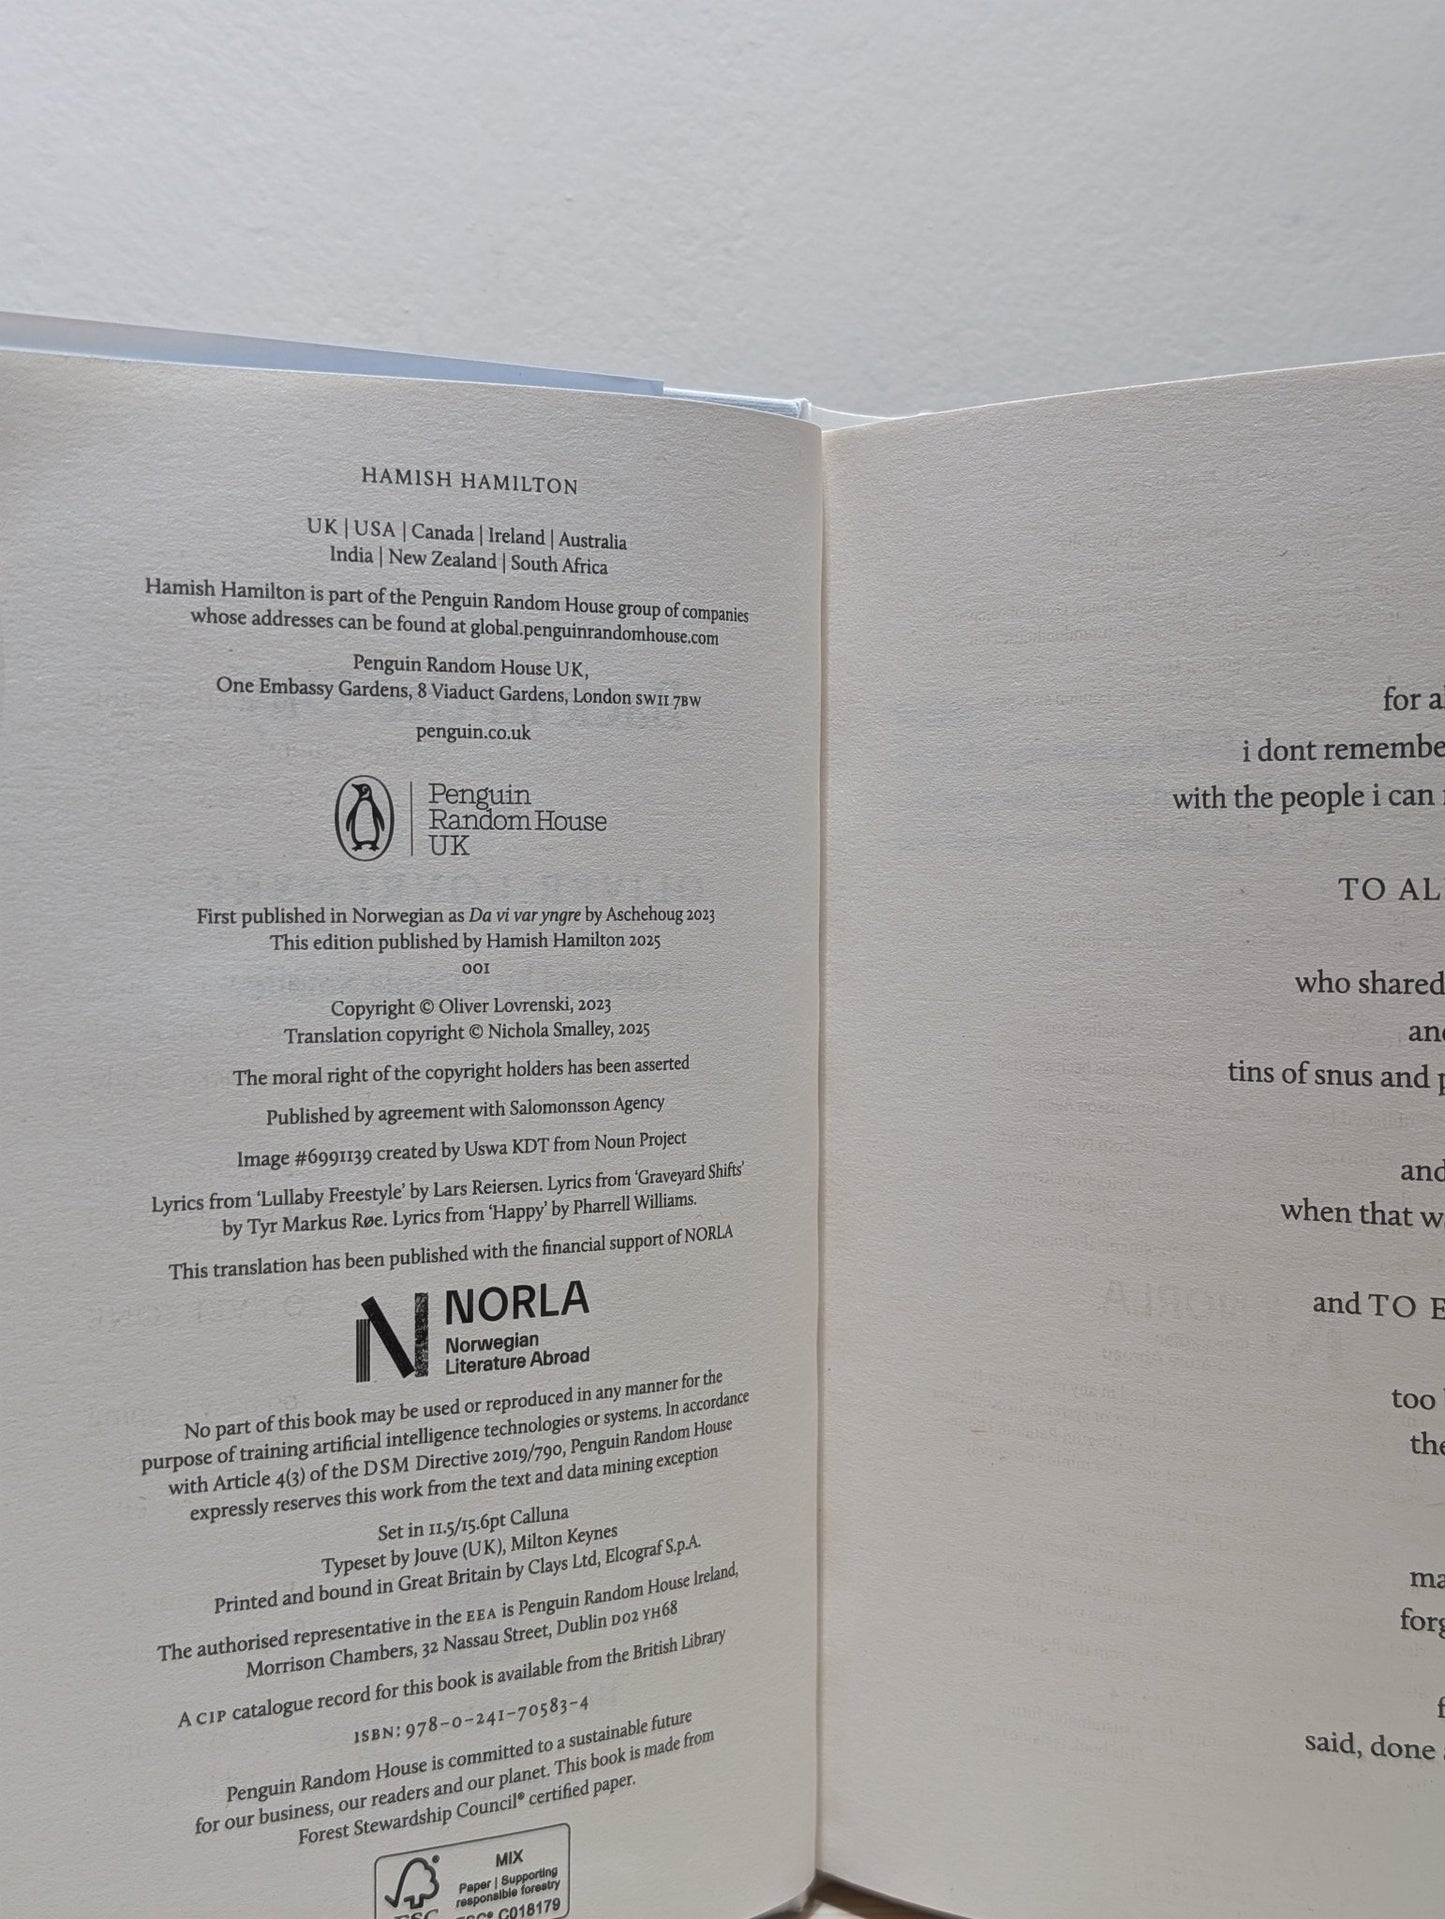 HAMISH HAMILTON
UK | USA | Canada | Ireland | Australia
India | New Zealand | South Africa
Hamish Hamilton is part of the Penguin Random House group of companies
whose addresses can be found at global.penguinrandomhouse.com
Penguin Random House UK,
One Embassy Gardens, 8 Viaduct Gardens, London SW11 7BW
penguin.co.uk
Penguin
Random House
UK
First published in Norwegian as Da vi var yngre by Aschehoug 2023
This edition published by Hamish Hamilton 2025
001
Copyright © Oliver Lovrenski, 2023
Translation copyright © Nichola Smalley, 2025
The moral right of the copyright holders has been asserted
Published by agreement with Salomonsson Agency
Image #6991139 created by Uswa KDT from Noun Project
Lyrics from ‘Lullaby Freestyle’ by Lars Reiersen. Lyrics from ‘Graveyard Shifts’
by Tyr Markus Røe. Lyrics from ‘Happy’ by Pharrell Williams.
This translation has been published with the financial support of NORLA
NORLA
Norwegian
Literature Abroad
No part of this book may be used or reproduced in any manner for the
purpose of training artificial intelligence technologies or systems. In accordance
with Article 4(3) of the DSM Directive 2019/790, Penguin Random House
expressly reserves this work from the text and data mining exception
Set in 11.5/15.6pt Calluna
Typeset by Jouve (UK), Milton Keynes
Printed and bound in Great Britain by Clays Ltd, Elcograf S.p.A.
The authorised representative in the EEA is Penguin Random House Ireland,
Morrison Chambers, 32 Nassau Street, Dublin D02 YH68
A CIP catalogue record for this book is available from the British Library
ISBN: 978-0-241-70583-4
Penguin Random House is committed to a sustainable future
for our business, our readers and our planet. This book is made from
Forest Stewardship Council® certified paper.
MIX
Paper | Supporting
responsible forestry
FSC® C018179
for
i dont
with the people i can
TO
who shared
tins of snus and
and
when that
and TO
too
said, done